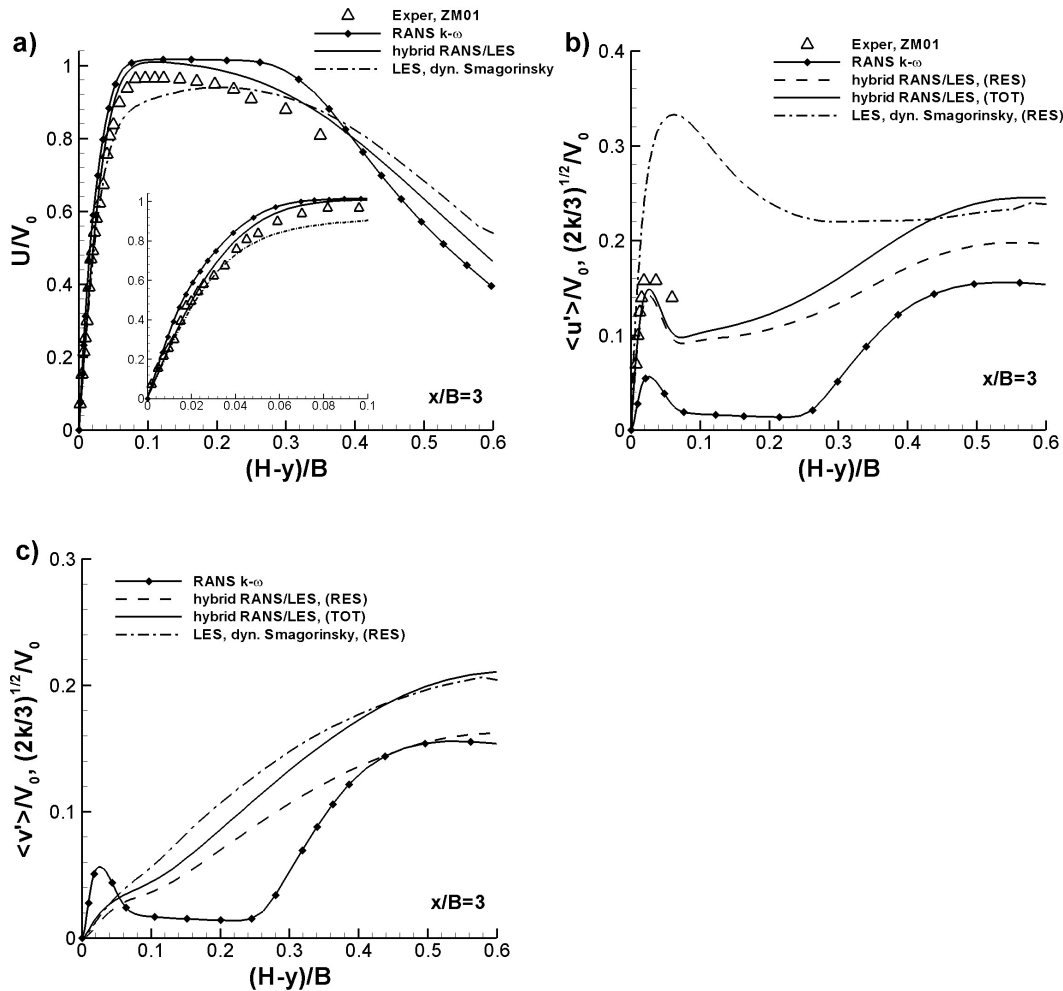 a)
Exper, ZM01
RANS k-ω
hybrid RANS/LES
LES, dyn. Smagorinsky
U/V0
1
0.8
0.6
0.4
0.2
0
1
0.8
0.6
0.4
0.2
0
0 0.02 0.04 0.06 0.08 0.1
x/B=3
0 0.1 0.2 0.3 0.4 0.5 0.6
(H-y)/B
b)
Exper, ZM01
RANS k-ω
hybrid RANS/LES, (RES)
hybrid RANS/LES, (TOT)
LES, dyn. Smagorinsky, (RES)
<u'>/V0, (2k/3)^1/2/V0
0.4
0.3
0.2
0.1
0
x/B=3
0 0.1 0.2 0.3 0.4 0.5 0.6
(H-y)/B
c)
RANS k-ω
hybrid RANS/LES, (RES)
hybrid RANS/LES, (TOT)
LES, dyn. Smagorinsky, (RES)
<v'>/V0, (2k/3)^1/2/V0
0.3
0.2
0.1
0
x/B=3
0 0.1 0.2 0.3 0.4 0.5 0.6
(H-y)/B